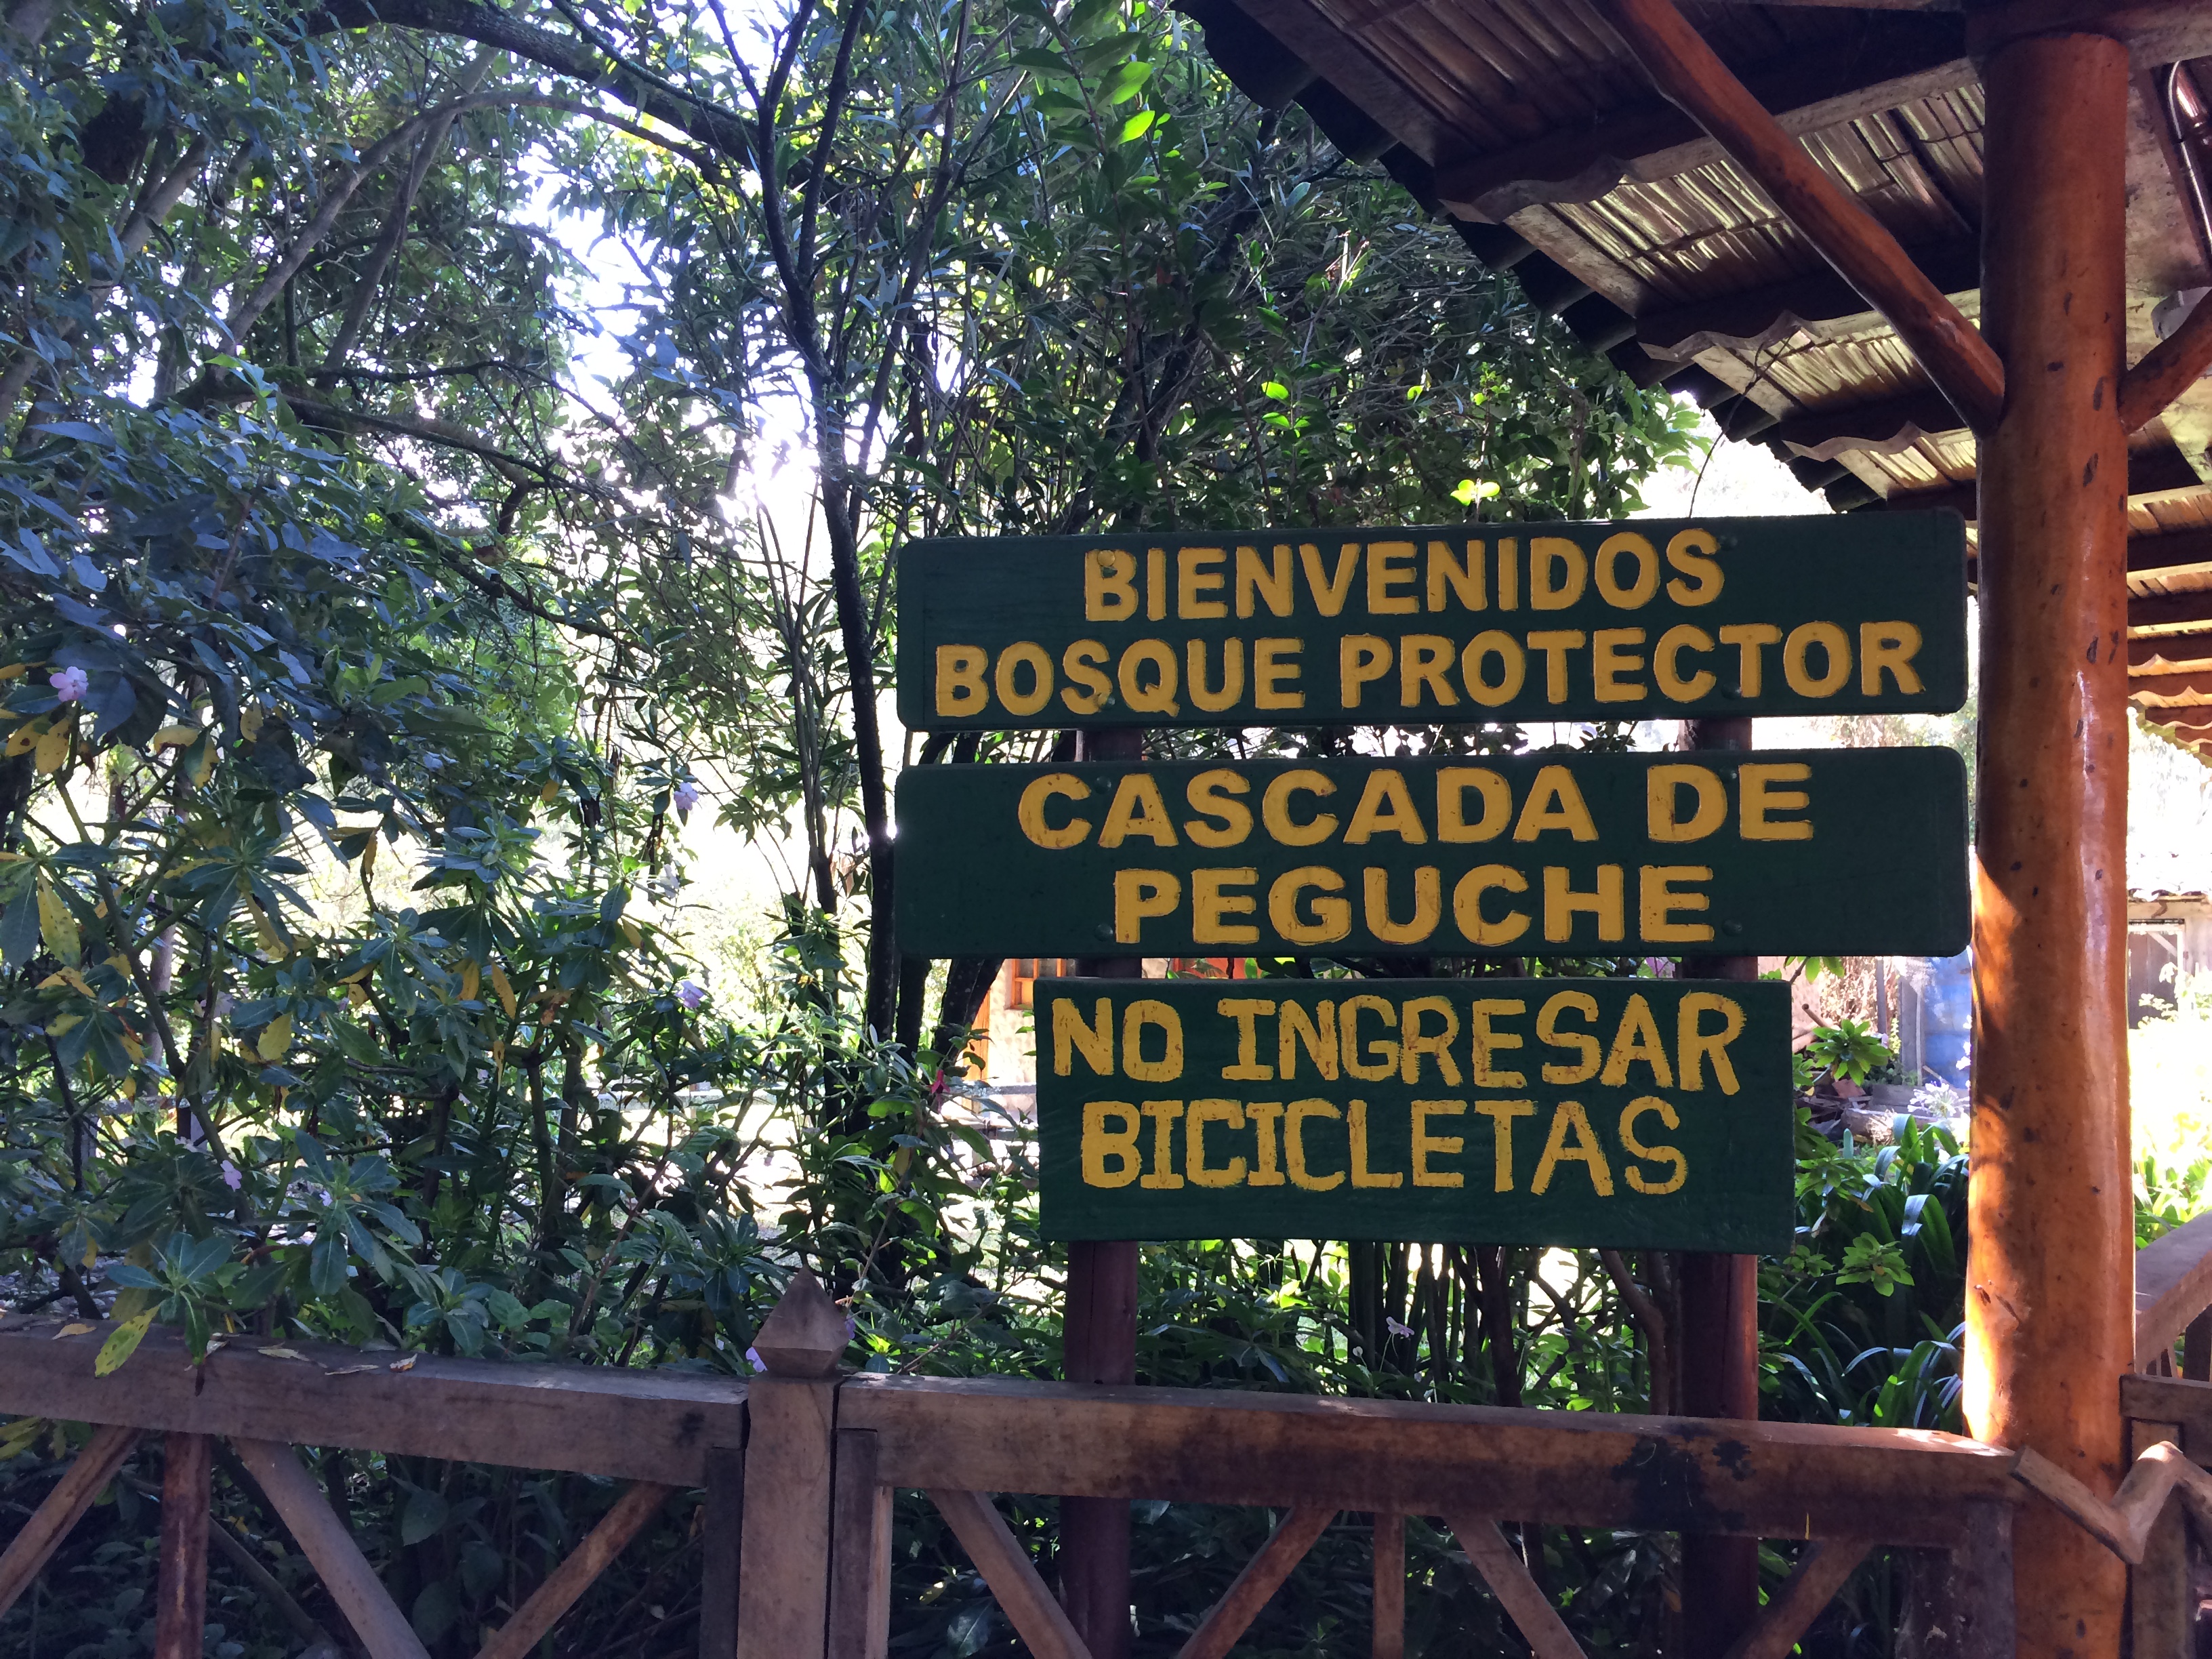 BIENVENIDOS
BOSQUE PROTECTOR
CASCADA DE
PEGUCHE
NO INGRESAR
BICICLETAS